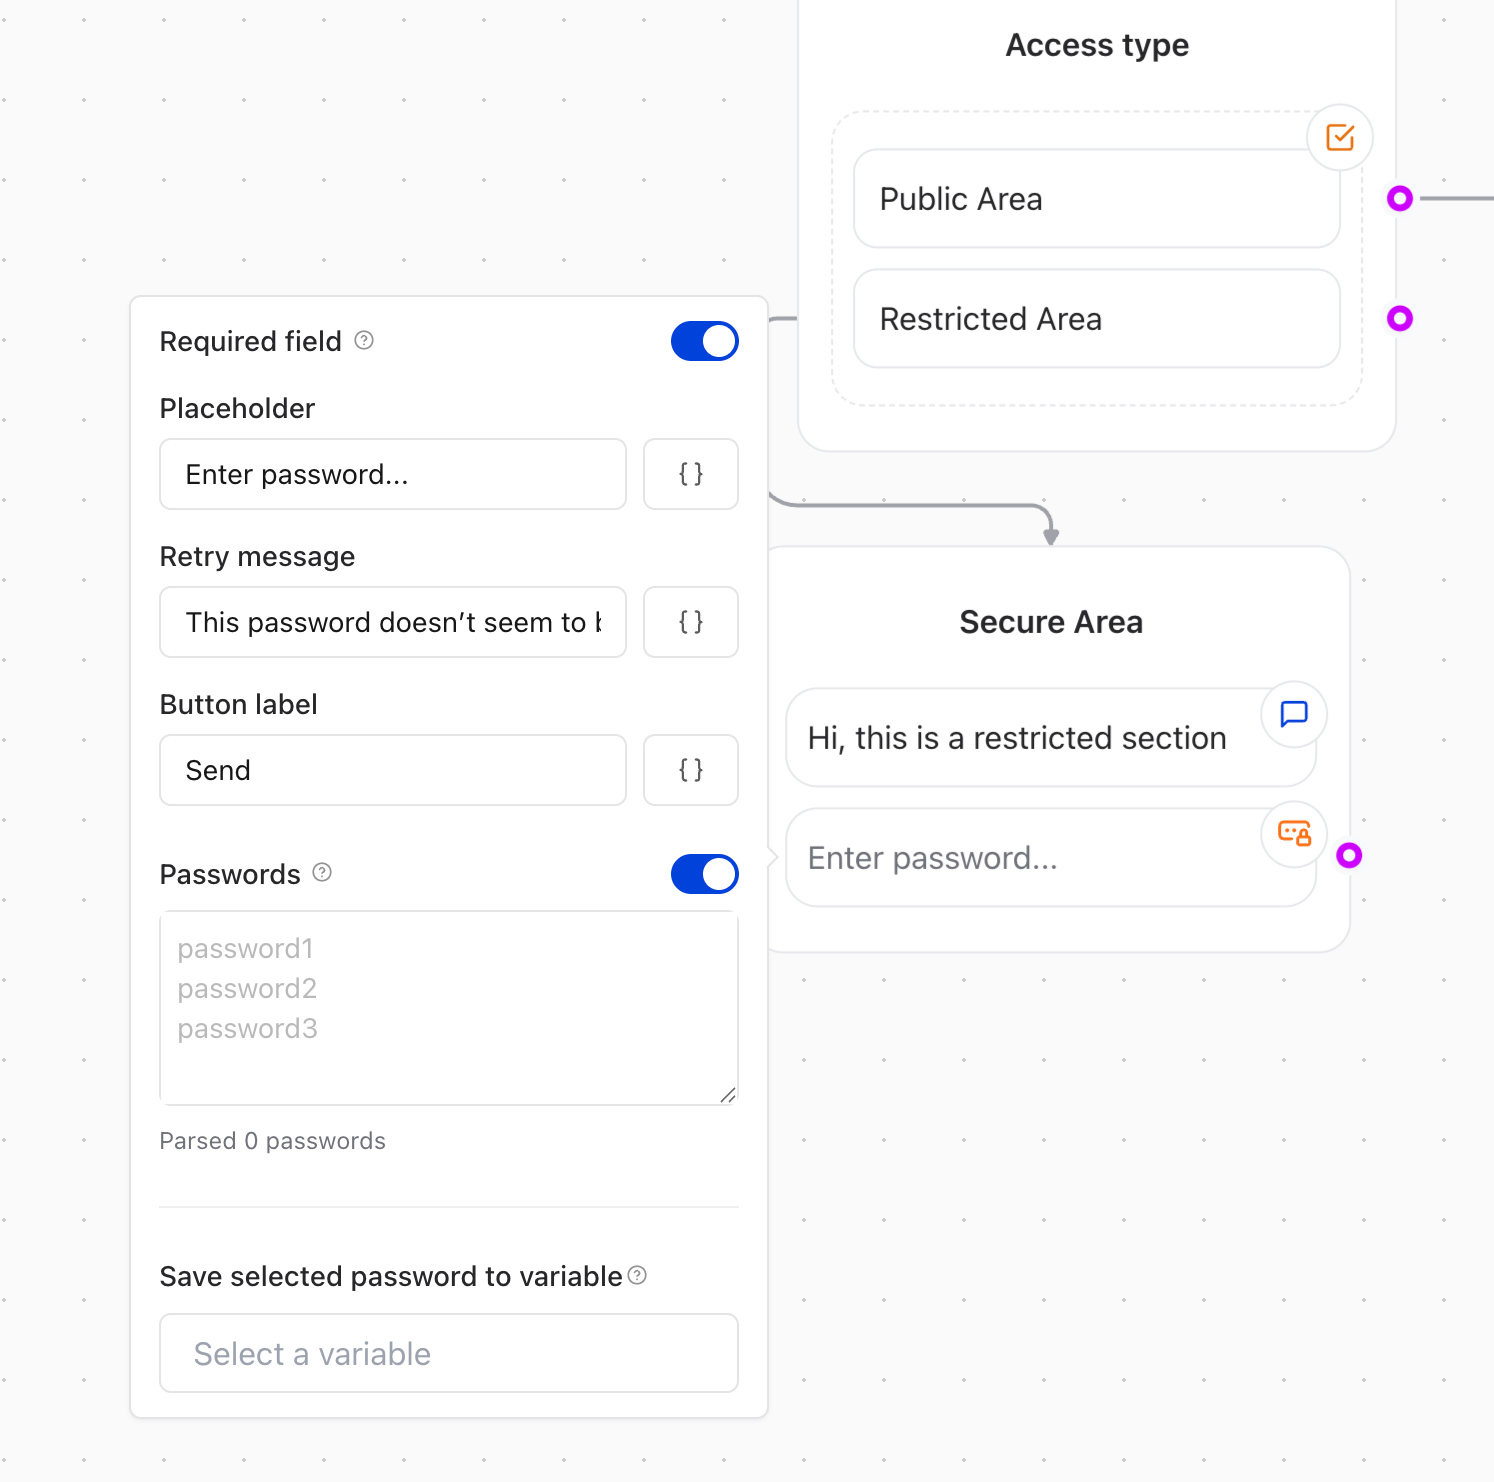 Access type
Public Area
Restricted Area
Required field
Placeholder
Enter password...
{ }
Retry message
This password doesn’t seem to
{ }
Button label
Send
{ }
Passwords
password1
password2
password3
Parsed 0 passwords
Save selected password to variable
Select a variable
Secure Area
Hi, this is a restricted section
Enter password...